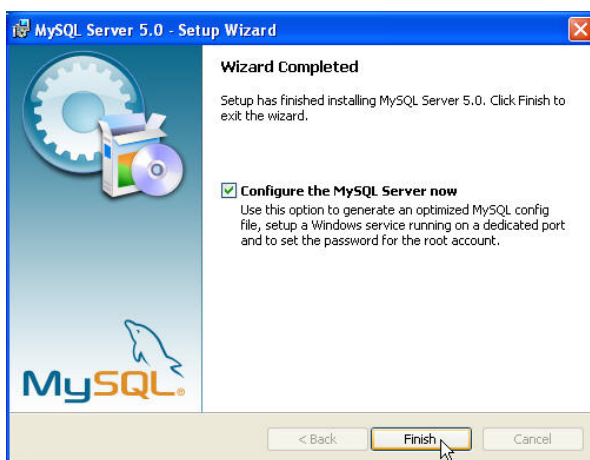 MySQL Server 5.0 - Setup Wizard
Wizard Completed
Setup has finished installing MySQL Server 5.0. Click Finish to
exit the wizard.
Configure the MySQL Server now
Use this option to generate an optimized MySQL config
file, setup a Windows service running on a dedicated port
and to set the password for the root account.
MySQL®
< Back
Finish
Cancel